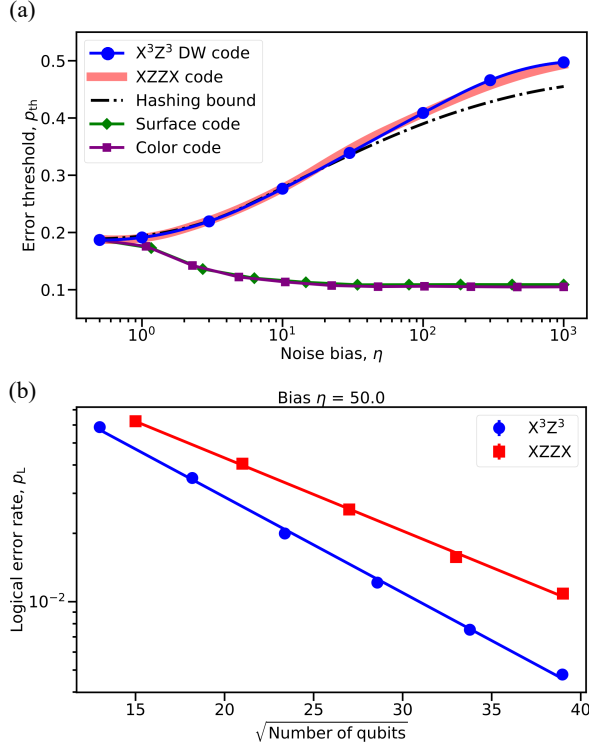 (a)
X³Z³ DW code
XZZX code
Hashing bound
Surface code
Color code
Error threshold, pₜₕ
0.5
0.4
0.3
0.2
0.1
10⁰ 10¹ 10² 10³
Noise bias, η
(b)
Bias η = 50.0
X³Z³
XZZX
Logical error rate, p_L
10⁻²
15 20 25 30 35 40
√Number of qubits